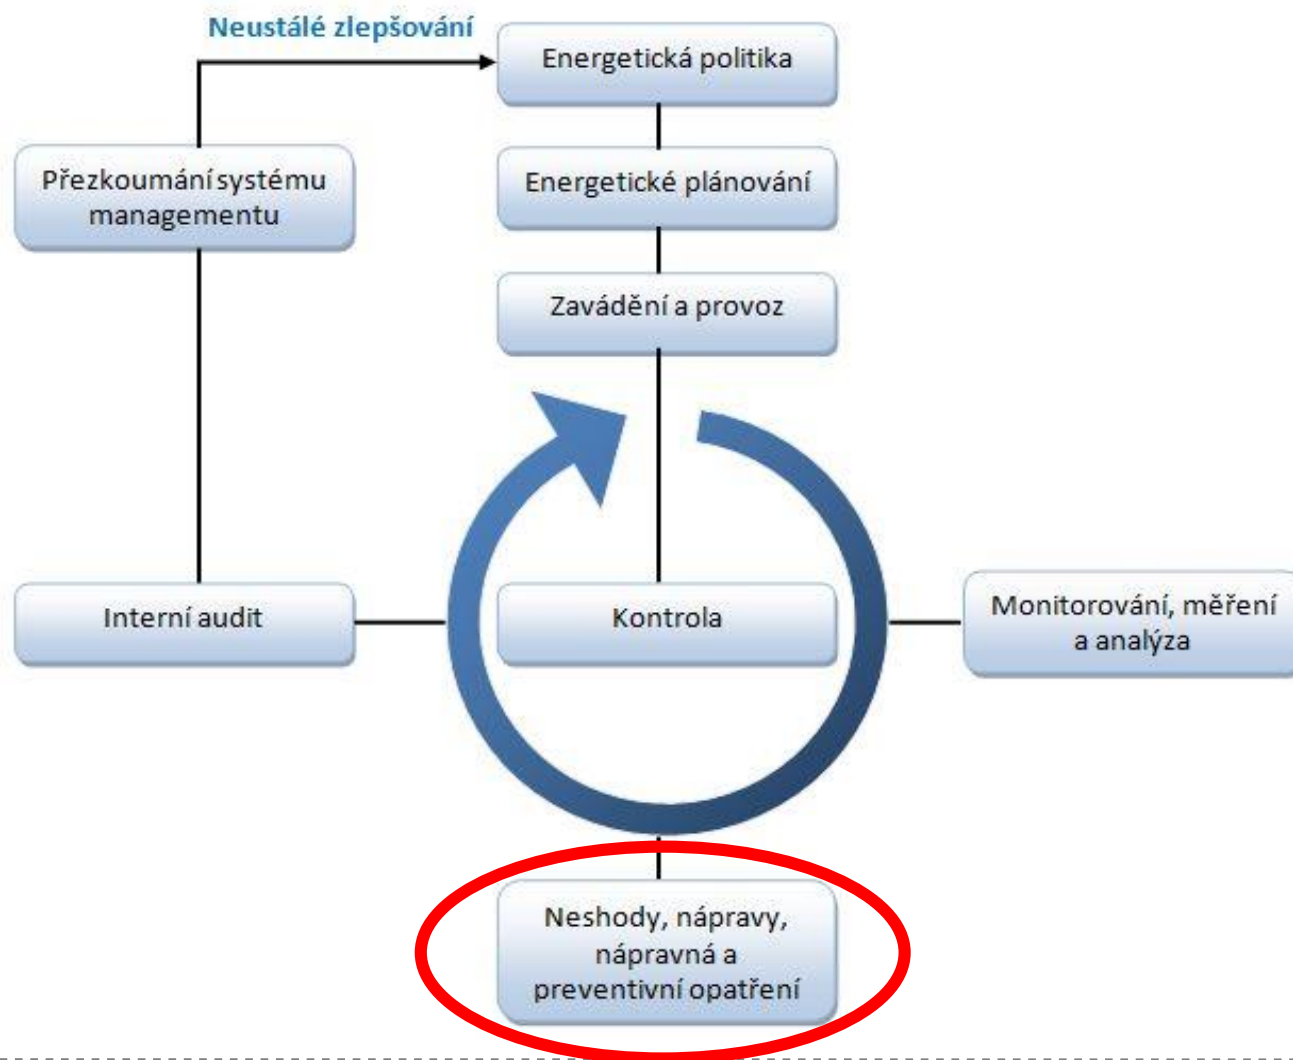 Neustálé zlepšování
Energetická politika
Přezkoumání systému
managementu
Energetické plánování
Zavádění a provoz
Interní audit
Kontrola
Monitorování, měření
a analýza
Neshody, nápravy,
nápravná a
preventivní opatření